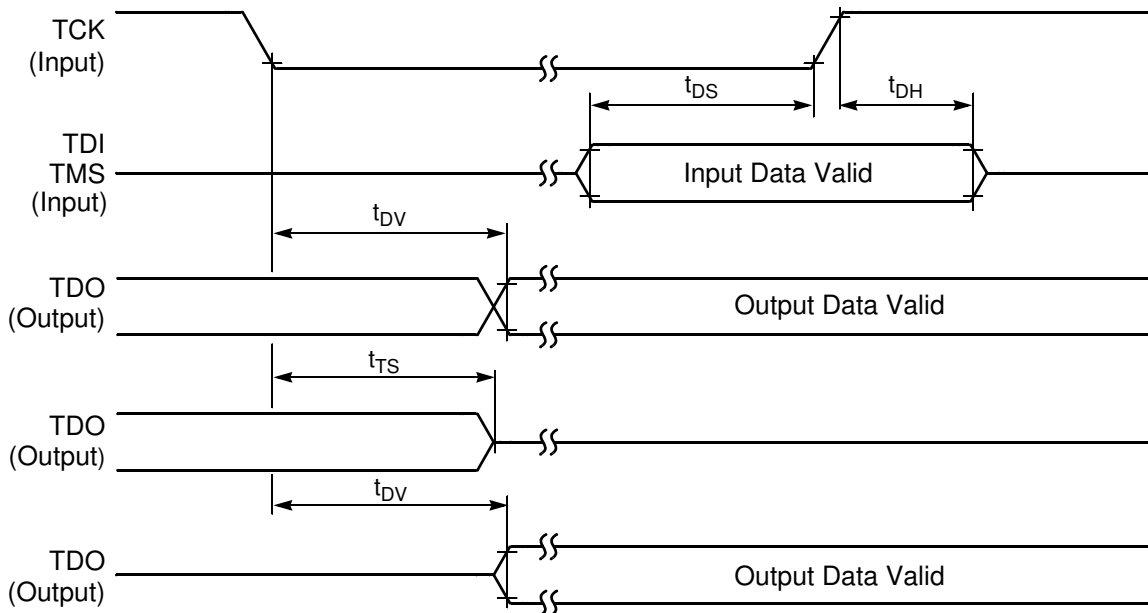 TCK
(Input)
tDS
tDH
TDI
TMS
(Input)
Input Data Valid
tDV
TDO
(Output)
Output Data Valid
tTS
TDO
(Output)
tDV
TDO
(Output)
Output Data Valid